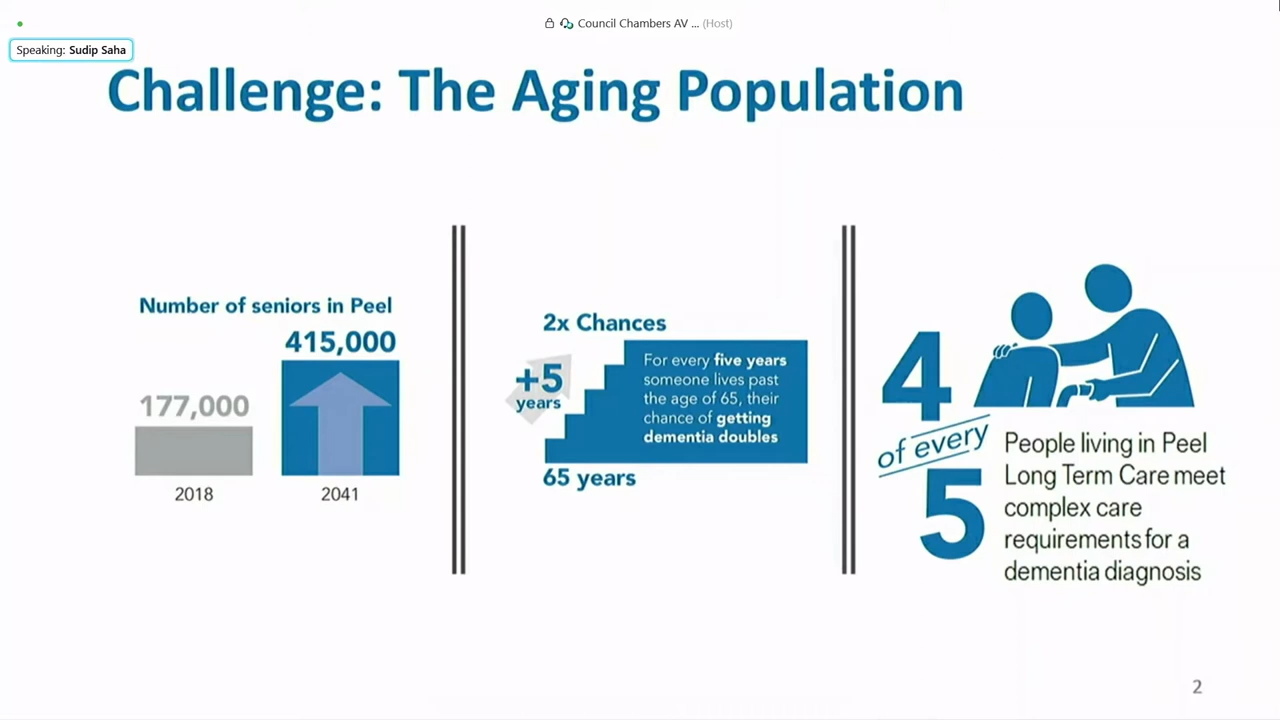 Council Chambers AV ... (Host)
Speaking: Sudip Saha
Challenge: The Aging Population
Number of seniors in Peel
415,000
177,000
2018
2041
2x Chances
+5
years
For every five years
someone lives past
the age of 65, their
chance of getting
dementia doubles
65 years
4
of every
5
People living in Peel
Long Term Care meet
complex care
requirements for a
dementia diagnosis
2